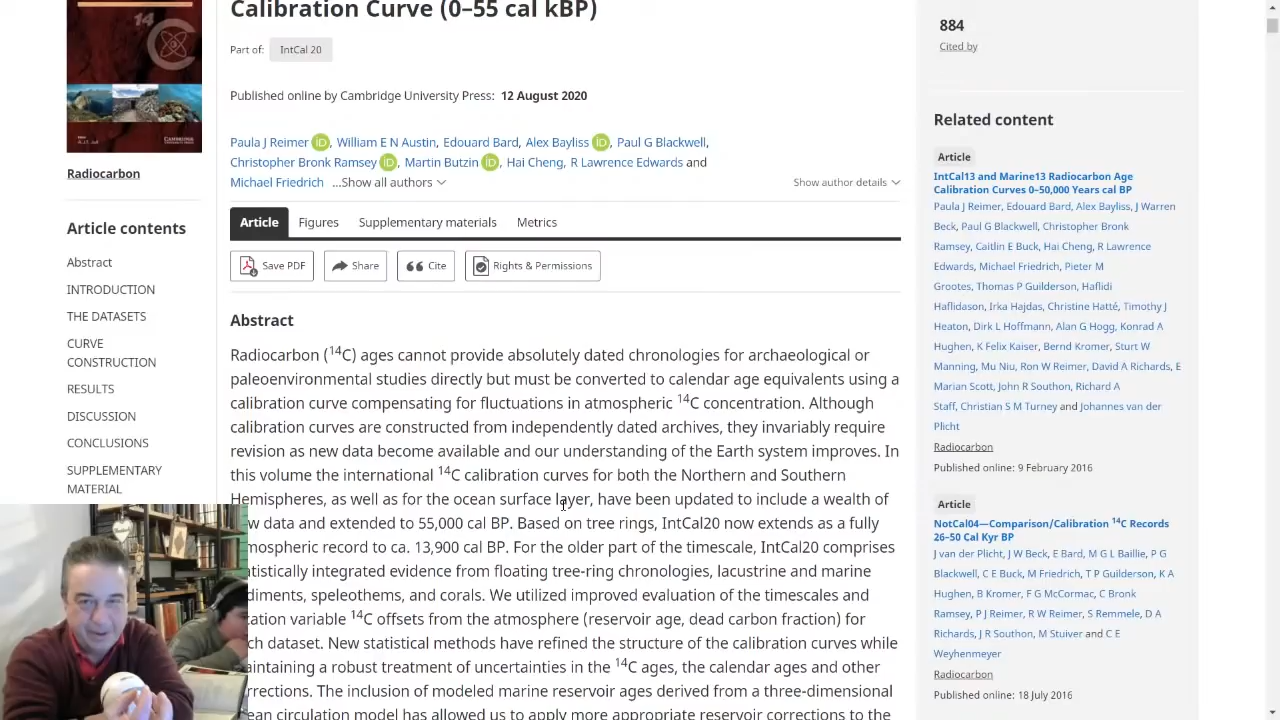 Calibration Curve (0–55 cal kBP)
Part of: IntCal 20
Published online by Cambridge University Press: 12 August 2020
Paula J Reimer, William E N Austin, Edouard Bard, Alex Bayliss, Paul G Blackwell,
Christopher Bronk Ramsey, Martin Butzin, Hai Cheng, R Lawrence Edwards and
Michael Friedrich ...Show all authors
Show author details
Article Figures Supplementary materials Metrics
Save PDF Share Cite Rights & Permissions
Abstract
Radiocarbon (14C) ages cannot provide absolutely dated chronologies for archaeological or
paleoenvironmental studies directly but must be converted to calendar age equivalents using a
calibration curve compensating for fluctuations in atmospheric 14C concentration. Although
calibration curves are constructed from independently dated archives, they invariably require
revision as new data become available and our understanding of the Earth system improves. In
this volume the international 14C calibration curves for both the Northern and Southern
Hemispheres, as well as for the ocean surface layer, have been updated to include a wealth of
data and extended to 55,000 cal BP. Based on tree rings, IntCal20 now extends as a fully
record to ca. 13,900 cal BP. For the older part of the timescale, IntCal20 comprises
integrated evidence from floating tree-ring chronologies, lacustrine and marine
speleothems, and corals. We utilized improved evaluation of the timescales and
variable 14C offsets from the atmosphere (reservoir age, dead carbon fraction) for
dataset. New statistical methods have refined the structure of the calibration curves while
a robust treatment of uncertainties in the 14C ages, the calendar ages and other
The inclusion of modeled marine reservoir ages derived from a three-dimensional
circulation model has allowed us to apply more appropriate reservoir corrections to the
14
C
CAMBRIDGE
Radiocarbon
Article contents
Abstract
INTRODUCTION
THE DATASETS
CURVE
CONSTRUCTION
RESULTS
DISCUSSION
CONCLUSIONS
SUPPLEMENTARY
MATERIAL
884
Cited by
Related content
Article
IntCal13 and Marine13 Radiocarbon Age
Calibration Curves 0–50,000 Years cal BP
Paula J Reimer, Edouard Bard, Alex Bayliss, J Warren
Beck, Paul G Blackwell, Christopher Bronk
Ramsey, Caitlin E Buck, Hai Cheng, R Lawrence
Edwards, Michael Friedrich, Pieter M
Grootes, Thomas P Guilderson, Haflidi
Haflidason, Irka Hajdas, Christine Hatté, Timothy J
Heaton, Dirk L Hoffmann, Alan G Hogg, Konrad A
Hughen, K Felix Kaiser, Bernd Kromer, Sturt W
Manning, Mu Niu, Ron W Reimer, David A Richards, E
Marian Scott, John R Southon, Richard A
Staff, Christian S M Turney and Johannes van der
Plicht
Radiocarbon
Published online: 9 February 2016
Article
NotCal04—Comparison/Calibration 14C Records
26–50 Cal Kyr BP
J van der Plicht, J W Beck, E Bard, M G L Baillie, P G
Blackwell, C E Buck, M Friedrich, T P Guilderson, K A
Hughen, B Kromer, F G McCormac, C Bronk
Ramsey, P J Reimer, R W Reimer, S Remmele, D A
Richards, J R Southon, M Stuiver and C E
Weyhenmeyer
Radiocarbon
Published online: 18 July 2016